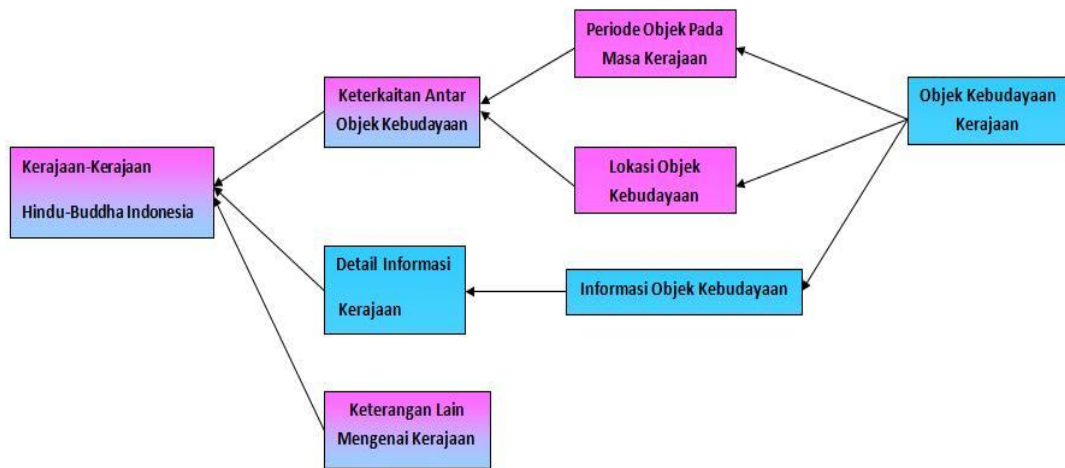 Periode Objek Pada
Masa Kerajaan
Keterkaitan Antar
Objek Kebudayaan
Objek Kebudayaan
Kerajaan
Kerajaan-Kerajaan
Hindu-Buddha Indonesia
Lokasi Objek
Kebudayaan
Detail Informasi
Kerajaan
Informasi Objek Kebudayaan
Keterangan Lain
Mengenai Kerajaan